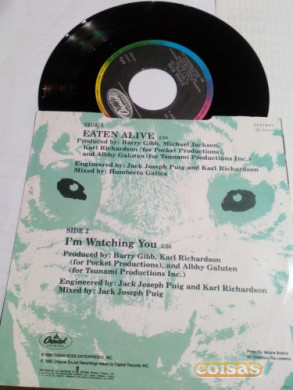 Capitol
SIDE 1
EATEN ALIVE
Produced by: Barry Gibb, Michael Jackson,
Karl Richardson (for Pocket Productions),
and Albhy Galuten (for Tsunami Productions Inc.)
Engineered by: Jack Joseph Puig and Karl Richardson
Mixed by: Humberto Gatica
SIDE 2
I'm Watching You
Produced by: Barry Gibb, Karl Richardson
(for Pocket Productions), and Albhy Galuten
(for Tsunami Productions Inc.)
Engineered by: Jack Joseph Puig and Karl Richardson
Mixed by: Jack Joseph Puig
Capitol
coisas